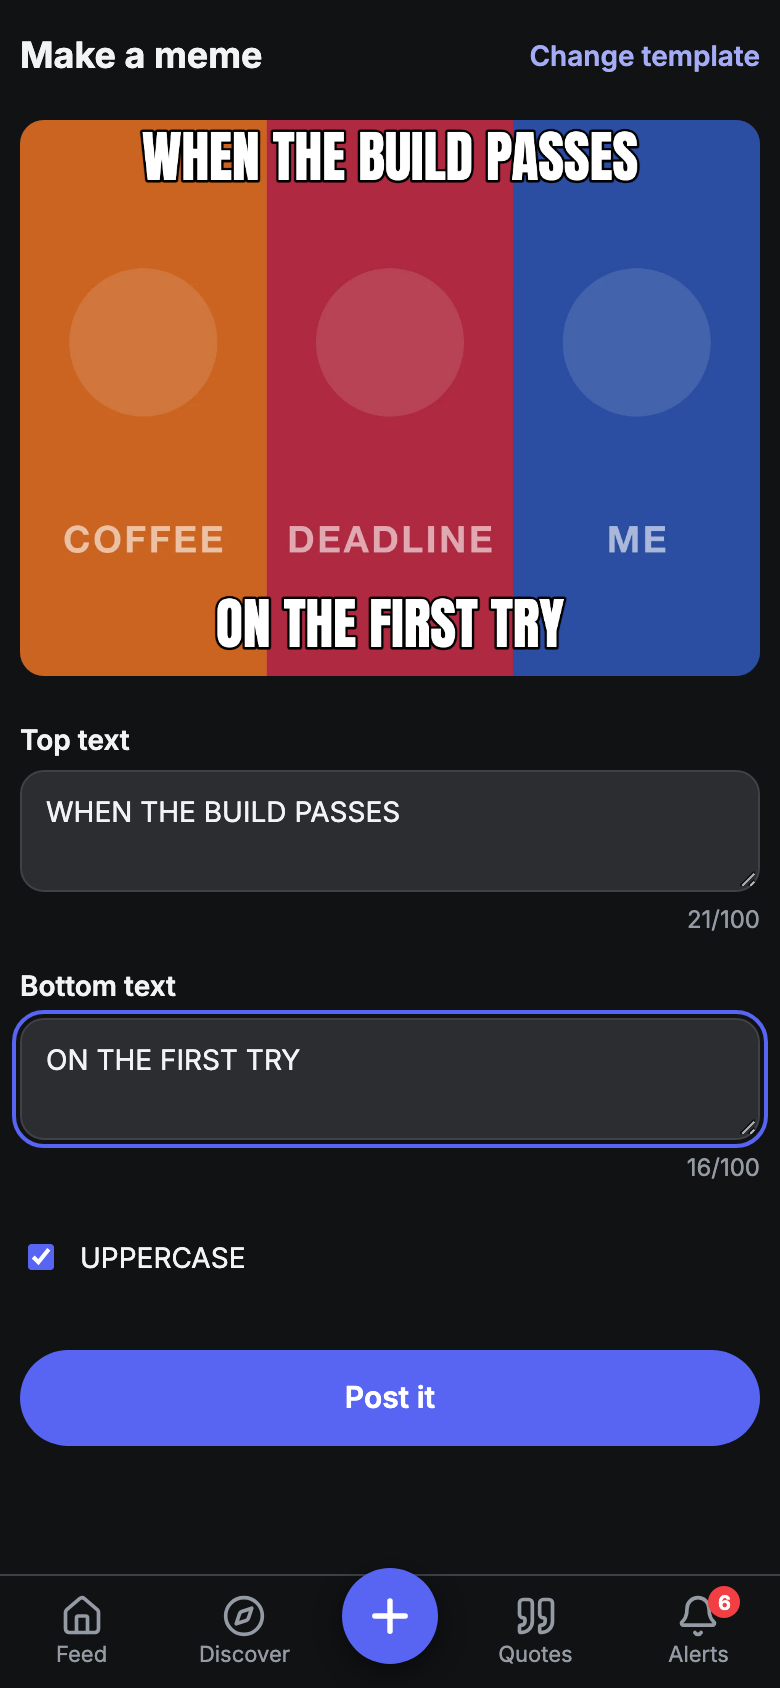 Make a meme
Change template
WHEN THE BUILD PASSES
COFFEE
DEADLINE
ME
ON THE FIRST TRY
Top text
WHEN THE BUILD PASSES
21/100
Bottom text
ON THE FIRST TRY
16/100
UPPERCASE
Post it
Feed
Discover
Quotes
6
Alerts